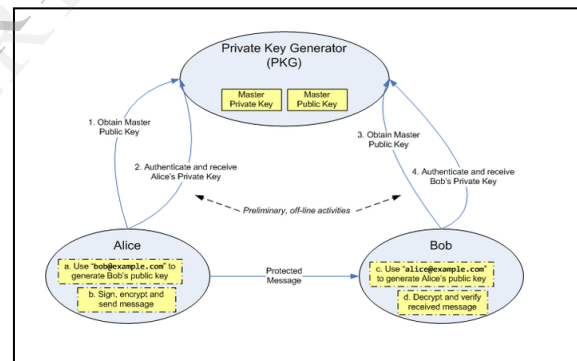 Private Key Generator
(PKG)
Master
Private Key
Master
Public Key
1. Obtain Master
Public Key
2. Authenticate and receive
Alice's Private Key
3. Obtain Master
Public Key
4. Authenticate and receive
Bob's Private Key
Preliminary, off-line activities
Alice
a. Use "bob@example.com" to
generate Bob's public key
b. Sign, encrypt and
send message
Protected
Message
Bob
c. Use "alice@example.com"
to generate Alice's public key
d. Decrypt and verify
received message